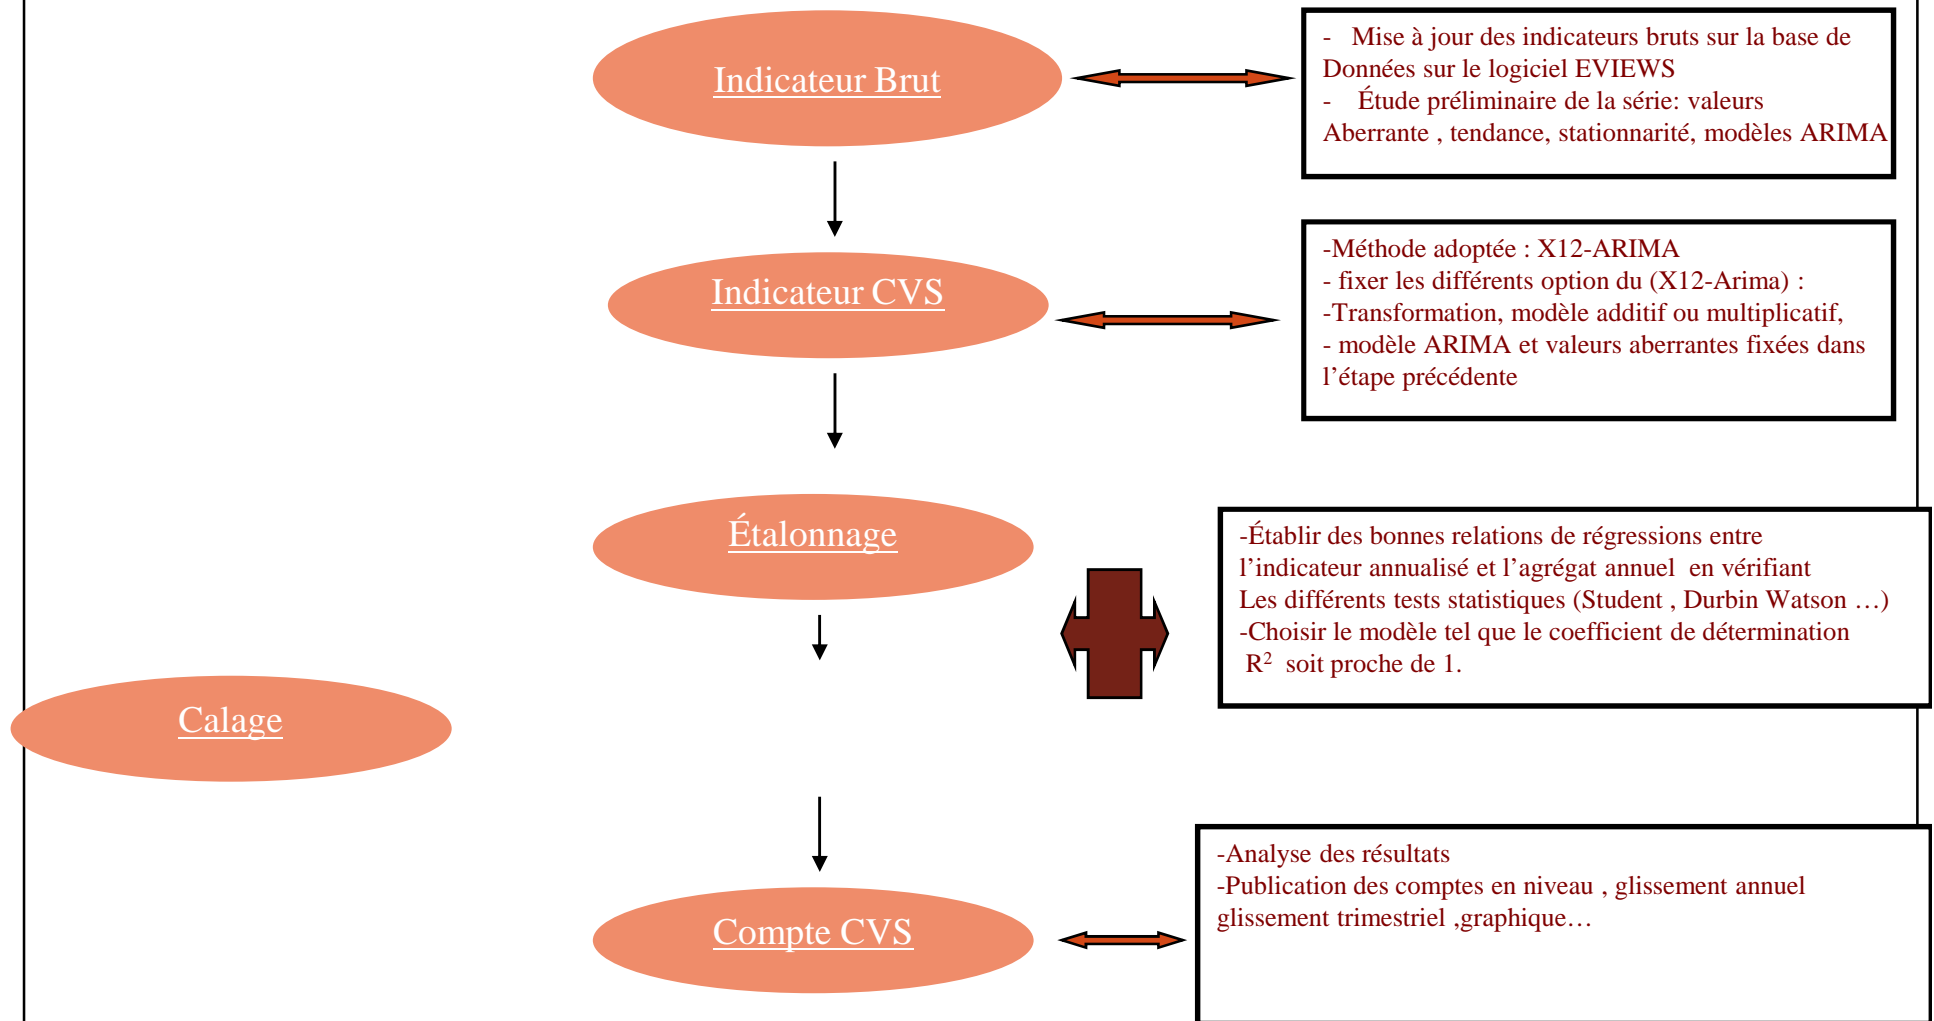 Indicateur Brut
-   Mise à jour des indicateurs bruts sur la base de
Données sur le logiciel EVIEWS
-   Étude préliminaire de la série: valeurs
Aberrante , tendance, stationnarité, modèles ARIMA
Indicateur CVS
-Méthode adoptée : X12-ARIMA
- fixer les différents option du (X12-Arima) :
-Transformation, modèle additif ou multiplicatif,
- modèle ARIMA et valeurs aberrantes fixées dans
l’étape précédente
Étalonnage
-Établir des bonnes relations de régressions entre
l’indicateur annualisé et l’agrégat annuel  en vérifiant
Les différents tests statistiques (Student , Durbin Watson …)
-Choisir le modèle tel que le coefficient de détermination
R²  soit proche de 1.
Calage
Compte CVS
-Analyse des résultats
-Publication des comptes en niveau , glissement annuel
glissement trimestriel ,graphique…